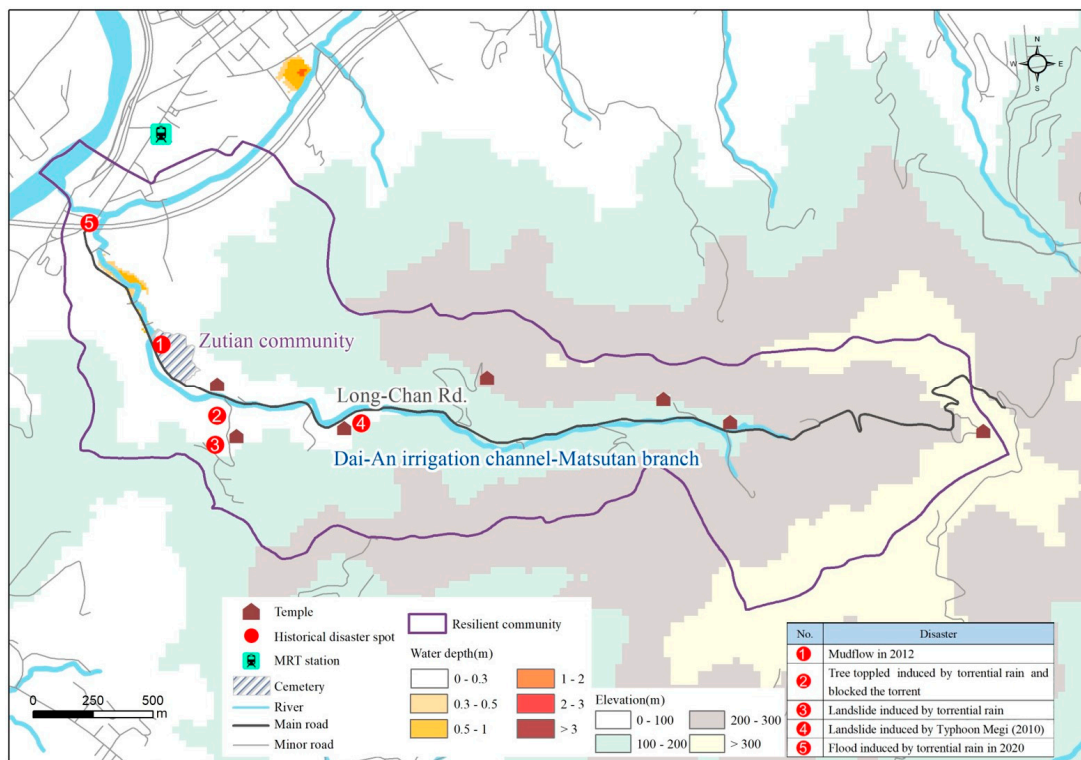 N
W E
S
5
1
Zutian community
Long-Chan Rd.
2
4
3
Dai-An irrigation channel-Matsutan branch
Temple
Historical disaster spot
MRT station
Cemetery
River
Main road
Minor road
0 250 500
m
Resilient community
Water depth(m)
0 - 0.3
0.3 - 0.5
0.5 - 1
1 - 2
2 - 3
> 3
Elevation(m)
0 - 100
100 - 200
200 - 300
> 300
No. Disaster
1 Mudflow in 2012
2 Tree toppled induced by torrential rain and
blocked the torrent
3 Landslide induced by torrential rain
4 Landslide induced by Typhoon Megi (2010)
5 Flood induced by torrential rain in 2020